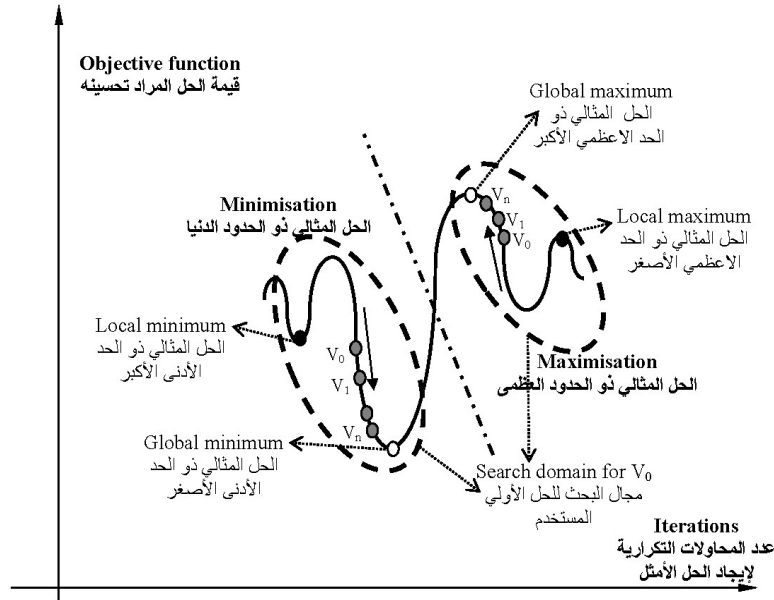 Objective function
قيمة الحل المراد تحسينه
Global maximum
الحل المثالي ذو
الحد الاعظمي الأكبر
Minimisation
الحل المثالي ذو الحدود الدنيا
Vn
V1
V0
Local maximum
الحل المثالي ذو الحد
الاعظمي الأصغر
Local minimum
الحل المثالي ذو الحد
الأدنى الأكبر
V0
V1
Vn
Maximisation
الحل المثالي ذو الحدود العظمى
Global minimum
الحل المثالي ذو الحد
الأدنى الأصغر
Search domain for V0
مجال البحث للحل الأولي
المستخدم
Iterations
عدد المحاولات التكرارية
لإيجاد الحل الأمثل